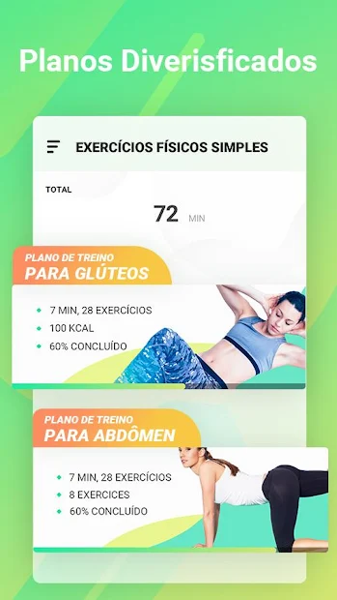 Planos Diverisficados
EXERCÍCIOS FÍSICOS SIMPLES
TOTAL
72 MIN
PLANO DE TREINO
PARA GLÚTEOS
7 MIN, 28 EXERCÍCIOS
100 KCAL
60% CONCLUÍDO
PLANO DE TREINO
PARA ABDÔMEN
7 MIN, 28 EXERCÍCIOS
8 EXERCICES
60% CONCLUÍDO